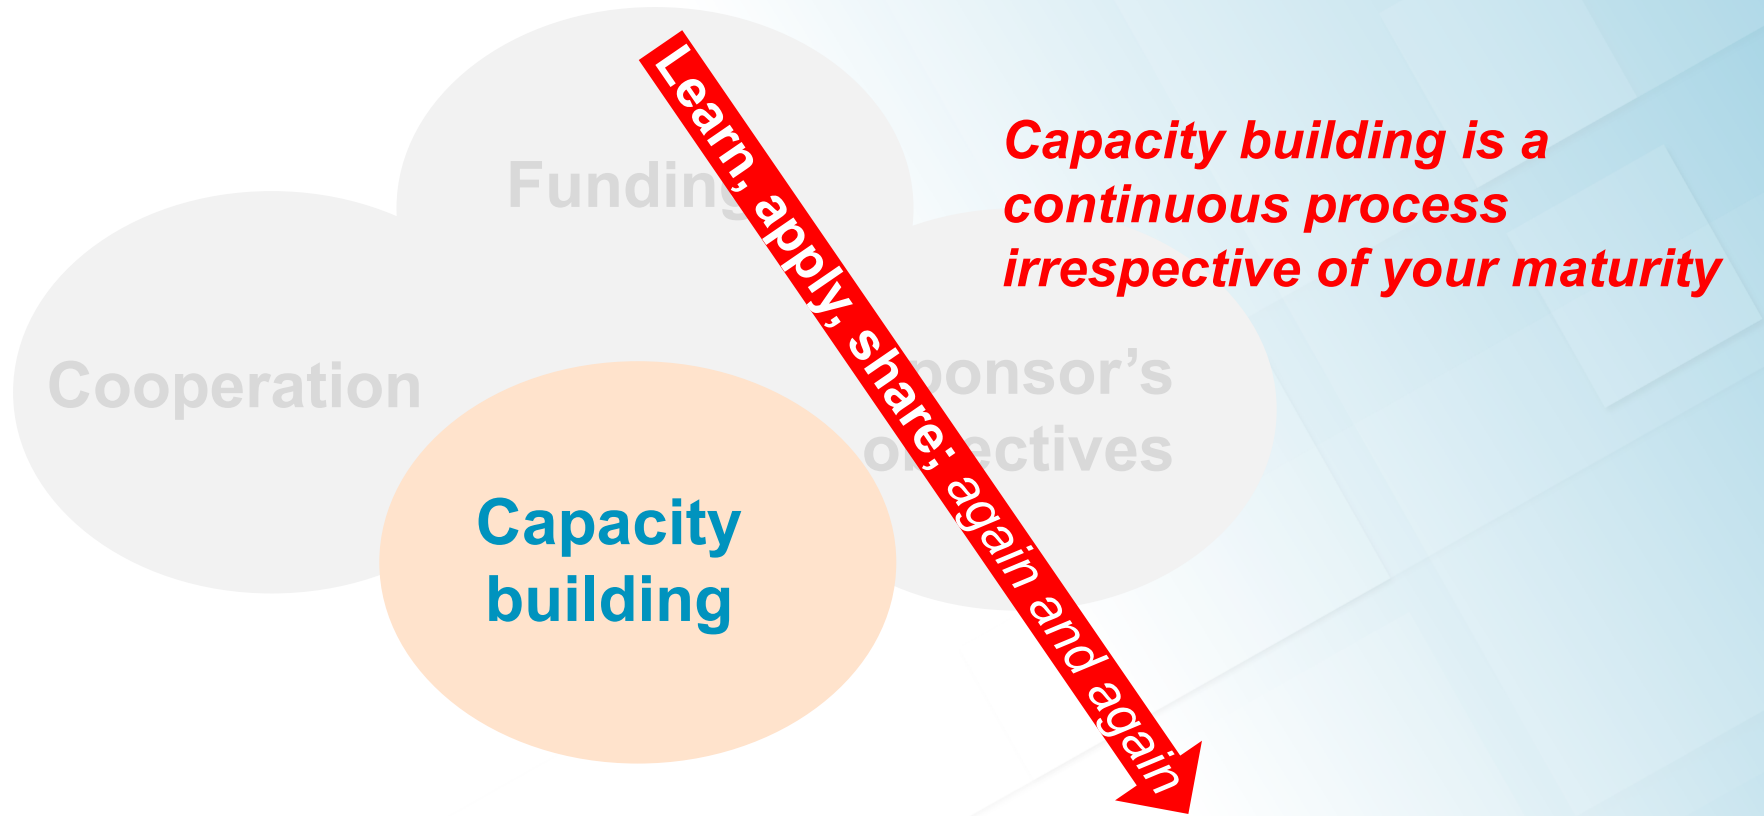 Funding
Learn, apply, share; again and again
Capacity building is a
continuous process
irrespective of your maturity
Cooperation
Capacity
building